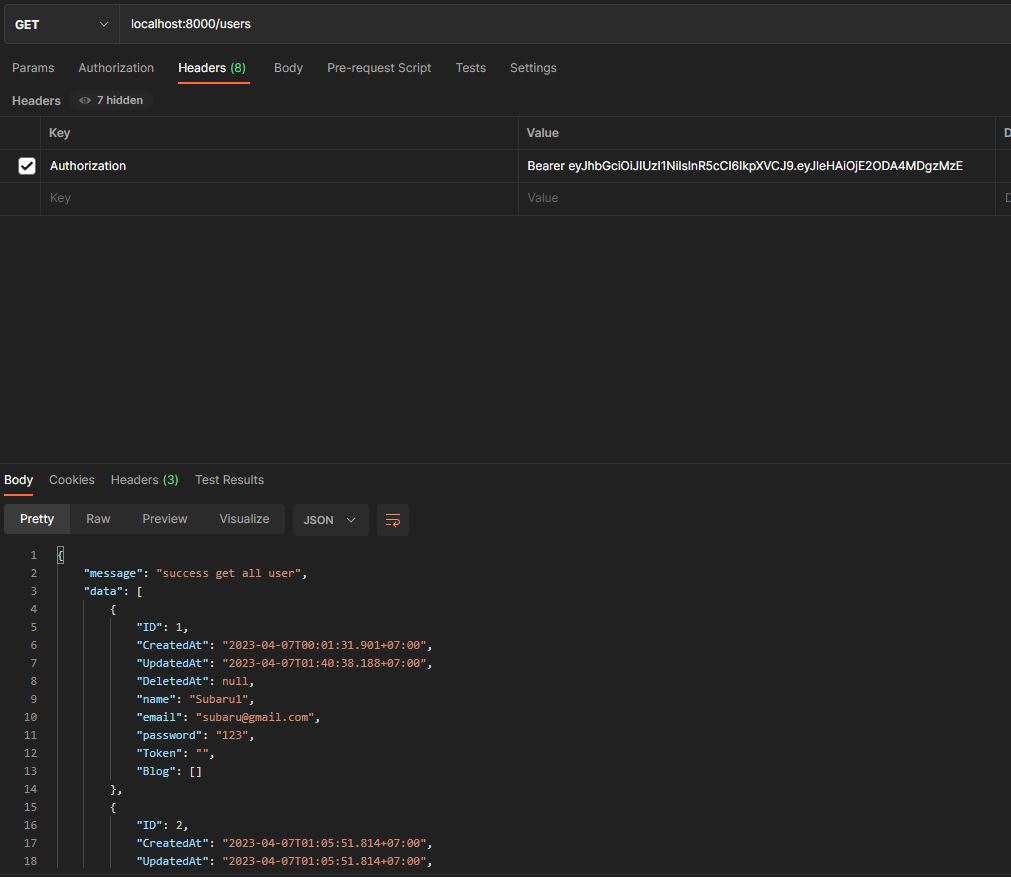 GET localhost:8000/users
Params Authorization Headers (8) Body Pre-request Script Tests Settings
Headers 7 hidden
Key Value D
Authorization Bearer eyJhbGciOiJIUzI1NiIsInR5cCI6IkpXVCJ9.eyJleHAiOjE2ODA4MDgzMzE
Key Value D
Body Cookies Headers (3) Test Results
Pretty Raw Preview Visualize JSON
1 {
2 "message": "success get all user",
3 "data": [
4 {
5 "ID": 1,
6 "CreatedAt": "2023-04-07T00:01:31.901+07:00",
7 "UpdatedAt": "2023-04-07T01:40:38.188+07:00",
8 "DeletedAt": null,
9 "name": "Subaru1",
10 "email": "subaru@gmail.com",
11 "password": "123",
12 "Token": "",
13 "Blog": []
14 },
15 {
16 "ID": 2,
17 "CreatedAt": "2023-04-07T01:05:51.814+07:00",
18 "UpdatedAt": "2023-04-07T01:05:51.814+07:00",